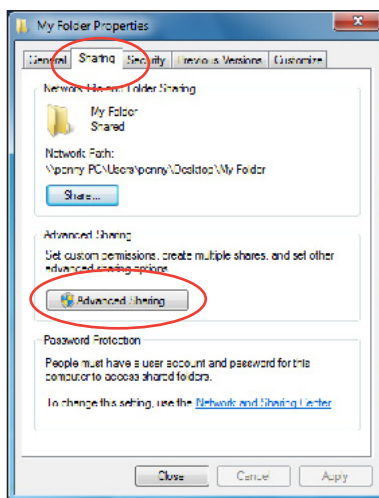 My Folder Properties
General Sharing Security Previous Versions Customize
Network File and Folder Sharing
My Folder
Shared
Network Path:
\\penny-PC\Users\penny\Desktop\My Folder
Share...
Advanced Sharing
Set custom permissions, create multiple shares, and set other
advanced sharing options.
Advanced Sharing...
Password Protection
People must have a user account and password for this
computer to access shared folders.
To change this setting, use the Network and Sharing Center.
Close Cancel Apply